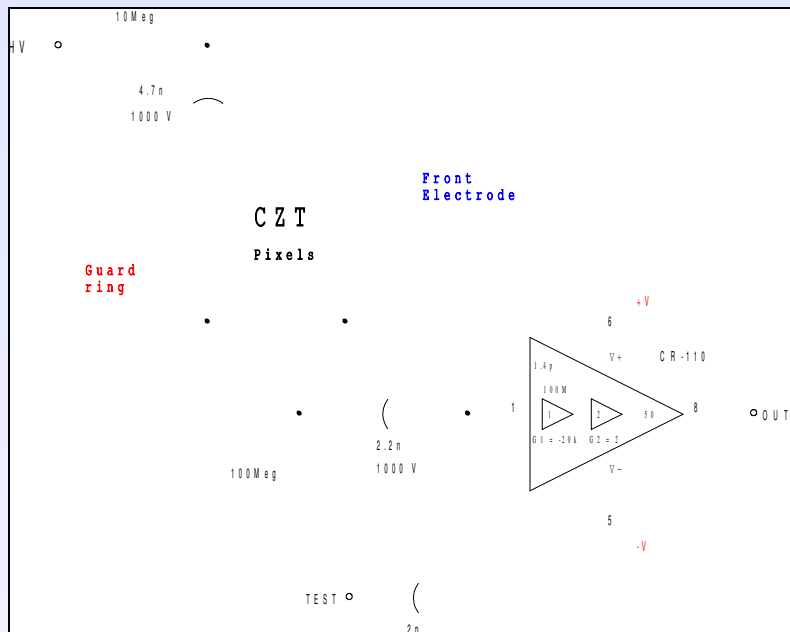 10Meg
HV
4.7n
1000 V
Front
Electrode
CZT
Pixels
Guard
ring
+V
6
V+
CR-110
1.4p
100M
1
1
2
50
8
OUT
G1 = -20k
G2 = 2
2.2n
1000 V
100Meg
V-
5
-V
TEST
2n